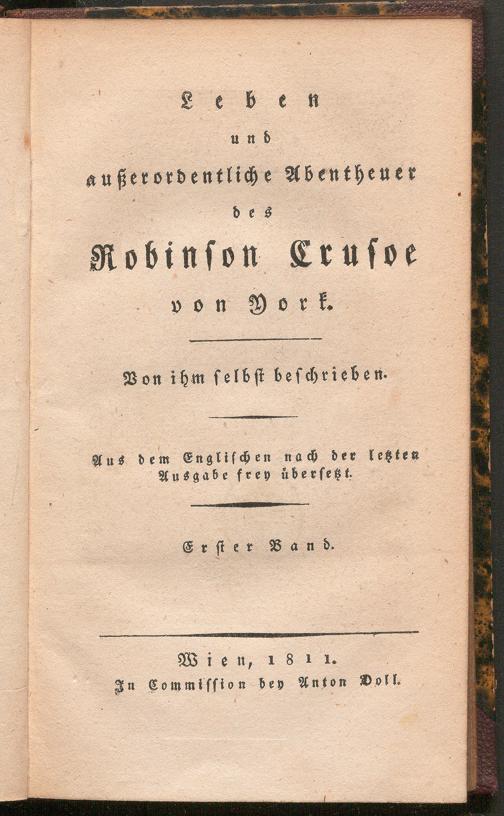 Leben
und
außerordentliche Abentheuer
des
Robinſon Cruſoe
von York.
Von ihm ſelbſt beſchrieben.
Aus dem Engliſchen nach der letzten
Ausgabe frey überſetzt.
Erſter Band.
Wien, 1811.
In Commiſſion bey Anton Doll.